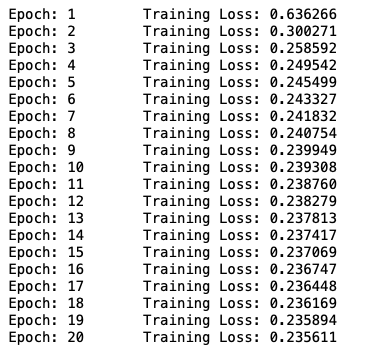 Epoch: 1 Training Loss: 0.636266
Epoch: 2 Training Loss: 0.300271
Epoch: 3 Training Loss: 0.258592
Epoch: 4 Training Loss: 0.249542
Epoch: 5 Training Loss: 0.245499
Epoch: 6 Training Loss: 0.243327
Epoch: 7 Training Loss: 0.241832
Epoch: 8 Training Loss: 0.240754
Epoch: 9 Training Loss: 0.239949
Epoch: 10 Training Loss: 0.239308
Epoch: 11 Training Loss: 0.238760
Epoch: 12 Training Loss: 0.238279
Epoch: 13 Training Loss: 0.237813
Epoch: 14 Training Loss: 0.237417
Epoch: 15 Training Loss: 0.237069
Epoch: 16 Training Loss: 0.236747
Epoch: 17 Training Loss: 0.236448
Epoch: 18 Training Loss: 0.236169
Epoch: 19 Training Loss: 0.235894
Epoch: 20 Training Loss: 0.235611